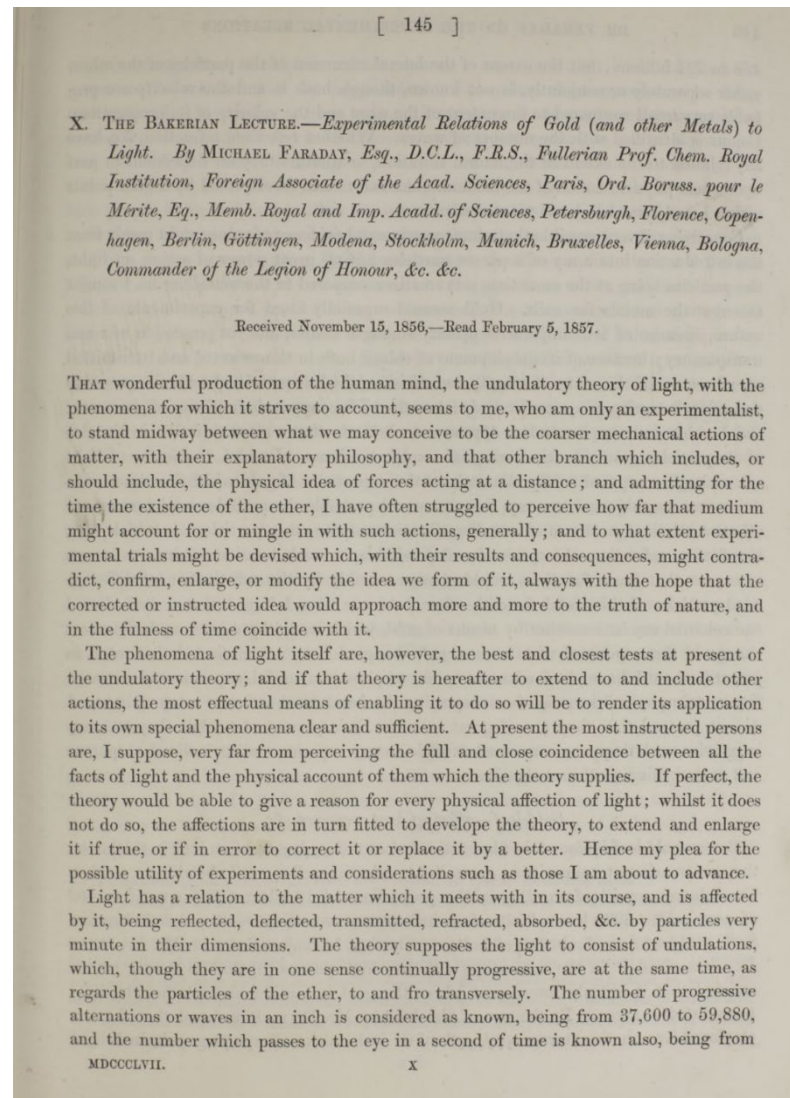 [ 145 ]
X. THE BAKERIAN LECTURE.—Experimental Relations of Gold (and other Metals) to
Light. By MICHAEL FARADAY, Esq., D.C.L., F.R.S., Fullerian Prof. Chem. Royal
Institution, Foreign Associate of the Acad. Sciences, Paris, Ord. Boruss. pour le
Mérite, Eq., Memb. Royal and Imp. Acadd. of Sciences, Petersburgh, Florence, Copen-
hagen, Berlin, Göttingen, Modena, Stockholm, Munich, Bruxelles, Vienna, Bologna,
Commander of the Legion of Honour, &c. &c.
Received November 15, 1856,—Read February 5, 1857.
THAT wonderful production of the human mind, the undulatory theory of light, with the
phenomena for which it strives to account, seems to me, who am only an experimentalist,
to stand midway between what we may conceive to be the coarser mechanical actions of
matter, with their explanatory philosophy, and that other branch which includes, or
should include, the physical idea of forces acting at a distance; and admitting for the
time the existence of the ether, I have often struggled to perceive how far that medium
might account for or mingle in with such actions, generally; and to what extent experi-
mental trials might be devised which, with their results and consequences, might contra-
dict, confirm, enlarge, or modify the idea we form of it, always with the hope that the
corrected or instructed idea would approach more and more to the truth of nature, and
in the fulness of time coincide with it.
The phenomena of light itself are, however, the best and closest tests at present of
the undulatory theory; and if that theory is hereafter to extend to and include other
actions, the most effectual means of enabling it to do so will be to render its application
to its own special phenomena clear and sufficient. At present the most instructed persons
are, I suppose, very far from perceiving the full and close coincidence between all the
facts of light and the physical account of them which the theory supplies. If perfect, the
theory would be able to give a reason for every physical affection of light; whilst it does
not do so, the affections are in turn fitted to develope the theory, to extend and enlarge
it if true, or if in error to correct it or replace it by a better. Hence my plea for the
possible utility of experiments and considerations such as those I am about to advance.
Light has a relation to the matter which it meets with in its course, and is affected
by it, being reflected, deflected, transmitted, refracted, absorbed, &c. by particles very
minute in their dimensions. The theory supposes the light to consist of undulations,
which, though they are in one sense continually progressive, are at the same time, as
regards the particles of the ether, to and fro transversely. The number of progressive
alternations or waves in an inch is considered as known, being from 37,600 to 59,880,
and the number which passes to the eye in a second of time is known also, being from
MDCCCLVII. X